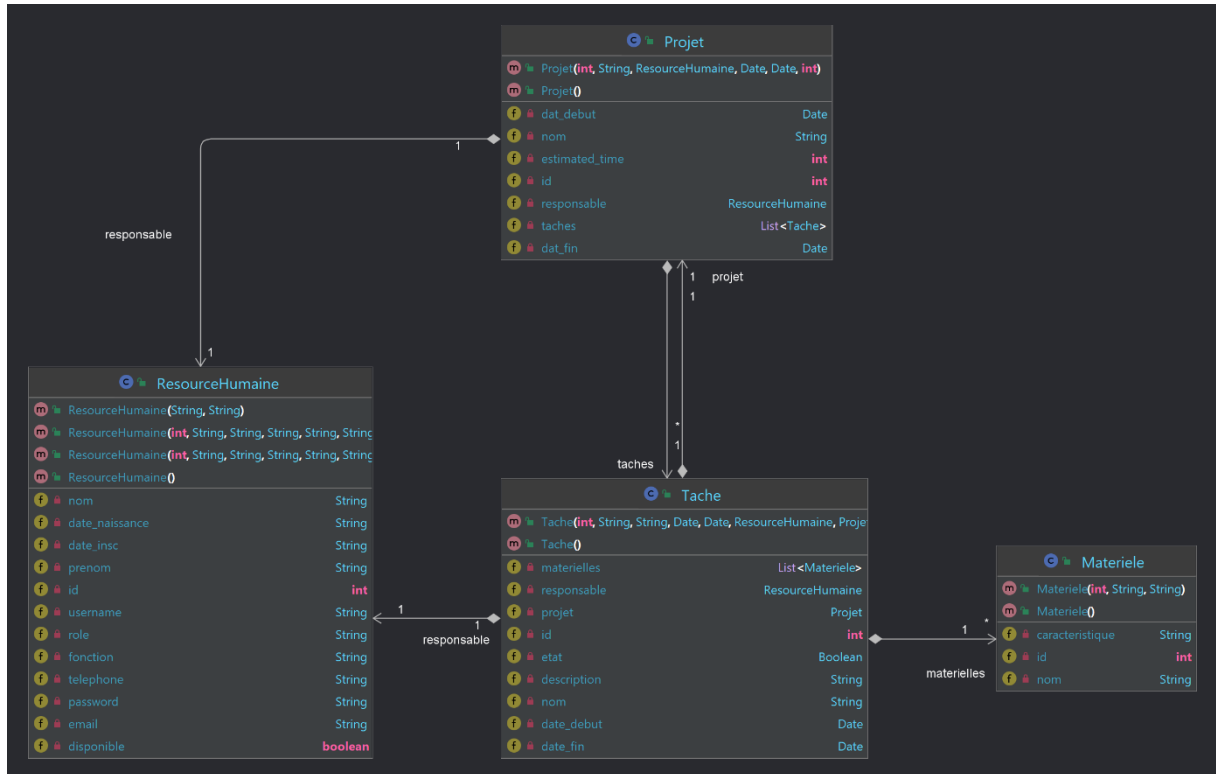 Projet
Projet(int, String, ResourceHumaine, Date, Date, int)
Projet()
dat_debut Date
nom String
estimated_time int
id int
responsable ResourceHumaine
taches List<Tache>
dat_fin Date
1
responsable
1
1 projet
1
*
1
taches
ResourceHumaine
ResourceHumaine(String, String)
ResourceHumaine(int, String, String, String, String, String
ResourceHumaine(int, String, String, String, String, String
ResourceHumaine()
nom String
date_naissance String
date_insc String
prenom String
id int
username String
role String
fonction String
telephone String
password String
email String
disponible boolean
1
1
responsable
Tache
Tache(int, String, String, Date, Date, ResourceHumaine, Proje
Tache()
materielles List<Materiele>
responsable ResourceHumaine
projet Projet
id int
etat Boolean
description String
nom String
date_debut Date
date_fin Date
1
*
materielles
Materiele
Materiele(int, String, String)
Materiele()
caracteristique String
id int
nom String